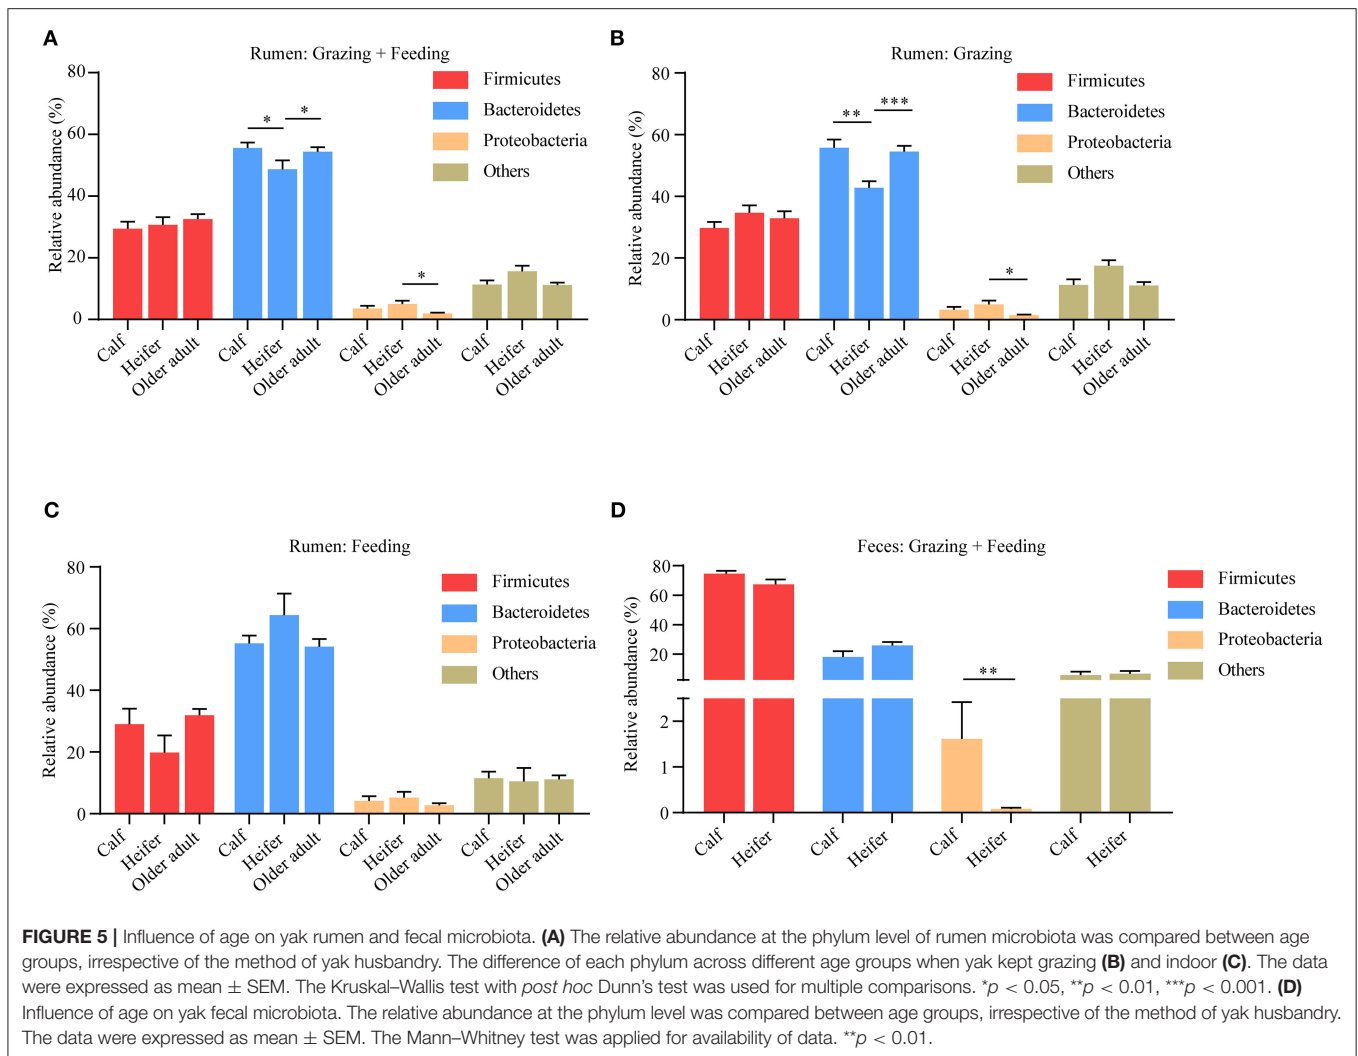 A
Rumen: Grazing + Feeding
Relative abundance (%)
80
60
40
20
0
Firmicutes
Bacteroidetes
Proteobacteria
Others
*
*
*
Calf
Heifer
Older adult
Calf
Heifer
Older adult
Calf
Heifer
Older adult
Calf
Heifer
Older adult
B
Rumen: Grazing
Relative abundance (%)
80
60
40
20
0
Firmicutes
Bacteroidetes
Proteobacteria
Others
**
***
*
Calf
Heifer
Older adult
Calf
Heifer
Older adult
Calf
Heifer
Older adult
Calf
Heifer
Older adult
C
Rumen: Feeding
Relative abundance (%)
80
60
40
20
0
Firmicutes
Bacteroidetes
Proteobacteria
Others
Calf
Heifer
Older adult
Calf
Heifer
Older adult
Calf
Heifer
Older adult
Calf
Heifer
Older adult
D
Feces: Grazing + Feeding
Relative abundance (%)
80
60
40
20
2
1
0
Firmicutes
Bacteroidetes
Proteobacteria
Others
**
Calf
Heifer
Calf
Heifer
Calf
Heifer
Calf
Heifer
FIGURE 5 | Influence of age on yak rumen and fecal microbiota. (A) The relative abundance at the phylum level of rumen microbiota was compared between age
groups, irrespective of the method of yak husbandry. The difference of each phylum across different age groups when yak kept grazing (B) and indoor (C). The data
were expressed as mean ± SEM. The Kruskal–Wallis test with post hoc Dunn's test was used for multiple comparisons. *p < 0.05, **p < 0.01, ***p < 0.001. (D)
Influence of age on yak fecal microbiota. The relative abundance at the phylum level was compared between age groups, irrespective of the method of yak husbandry.
The data were expressed as mean ± SEM. The Mann–Whitney test was applied for availability of data. **p < 0.01.